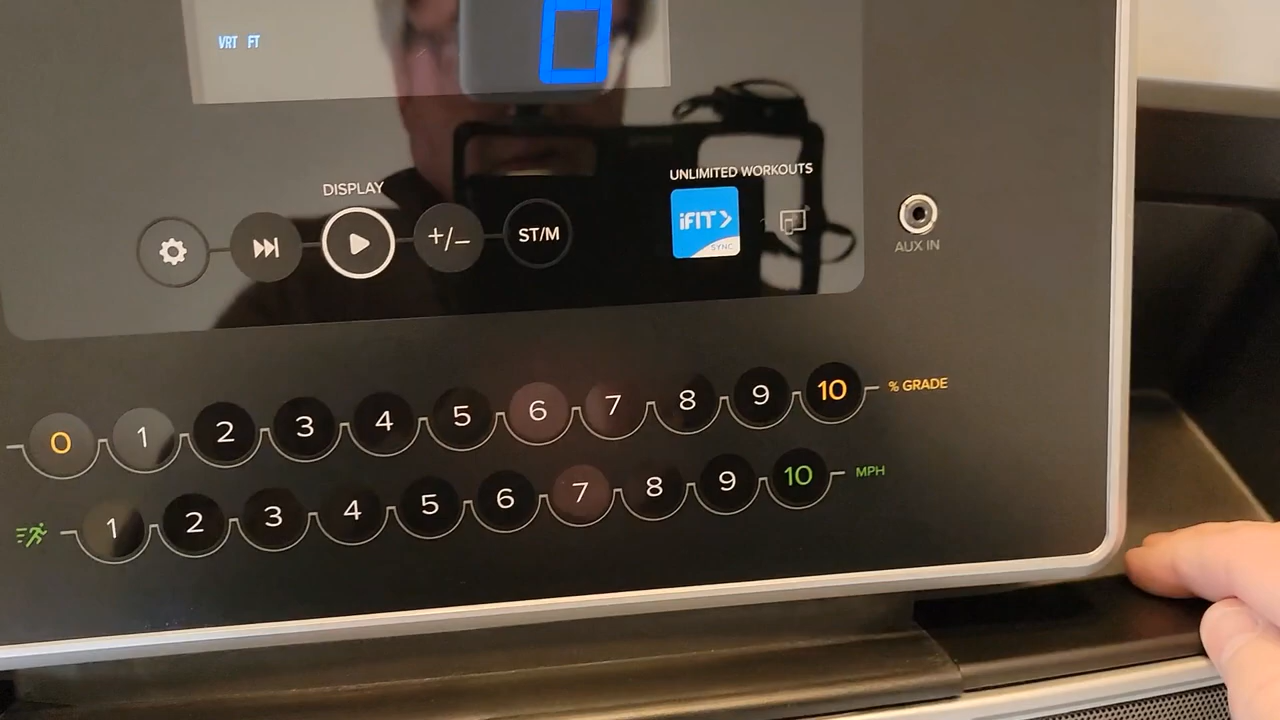 VRT FT
0
DISPLAY
+/-
ST/M
UNLIMITED WORKOUTS
iFIT
SYNC
AUX IN
0 1 2 3 4 5 6 7 8 9 10 % GRADE
1 2 3 4 5 6 7 8 9 10 MPH